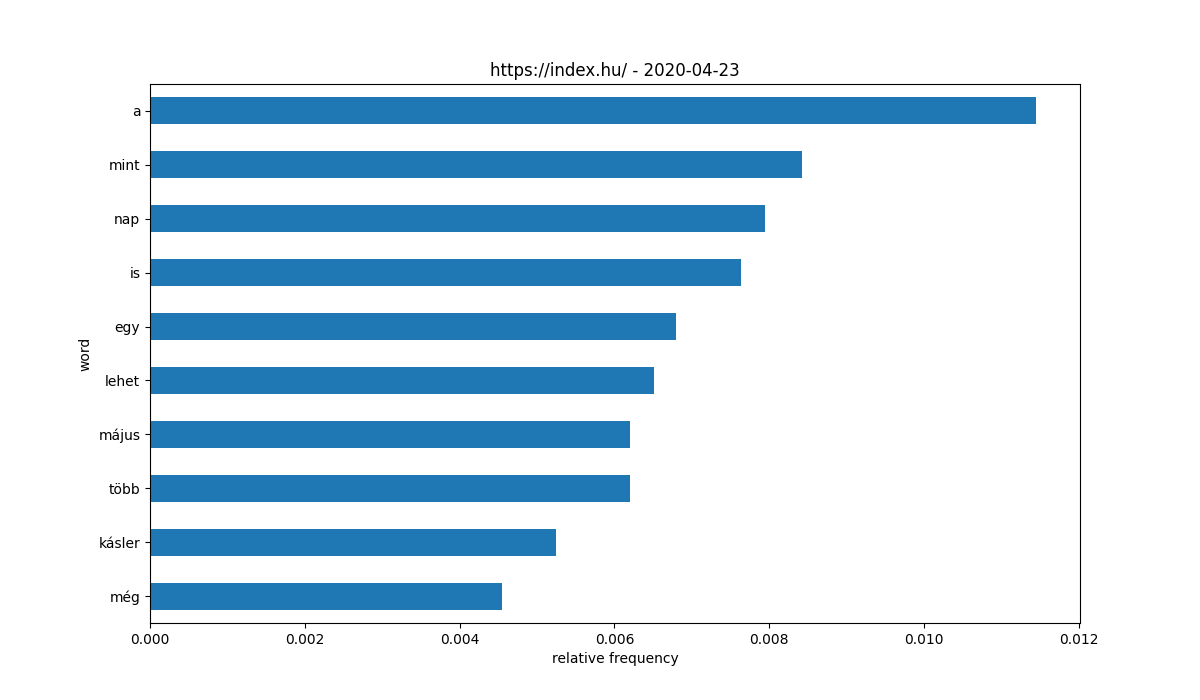 https://index.hu/ - 2020-04-23
a
mint
nap
is
egy
lehet
május
több
kásler
még
word
0.000 0.002 0.004 0.006 0.008 0.010 0.012
relative frequency